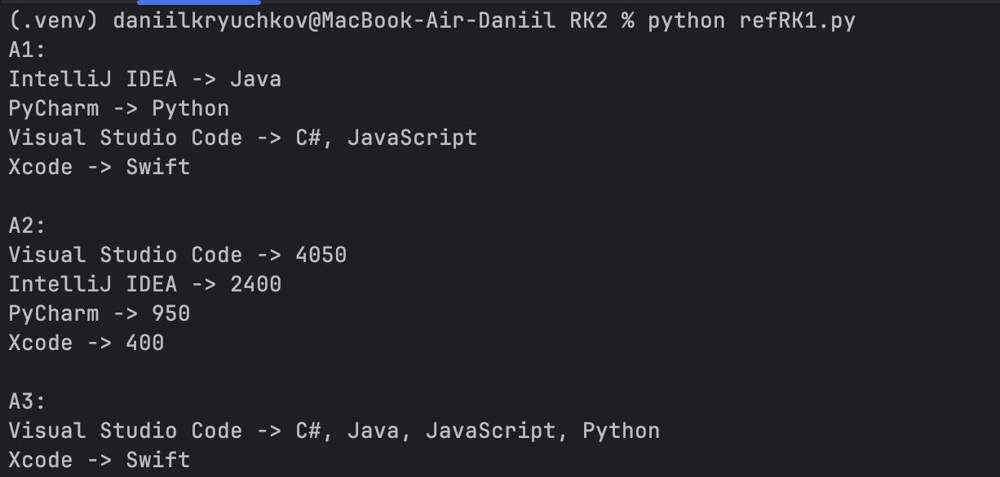 (.venv) daniilkryuchkov@MacBook-Air-Daniil RK2 % python refRK1.py
A1:
IntelliJ IDEA -> Java
PyCharm -> Python
Visual Studio Code -> C#, JavaScript
Xcode -> Swift
A2:
Visual Studio Code -> 4050
IntelliJ IDEA -> 2400
PyCharm -> 950
Xcode -> 400
A3:
Visual Studio Code -> C#, Java, JavaScript, Python
Xcode -> Swift